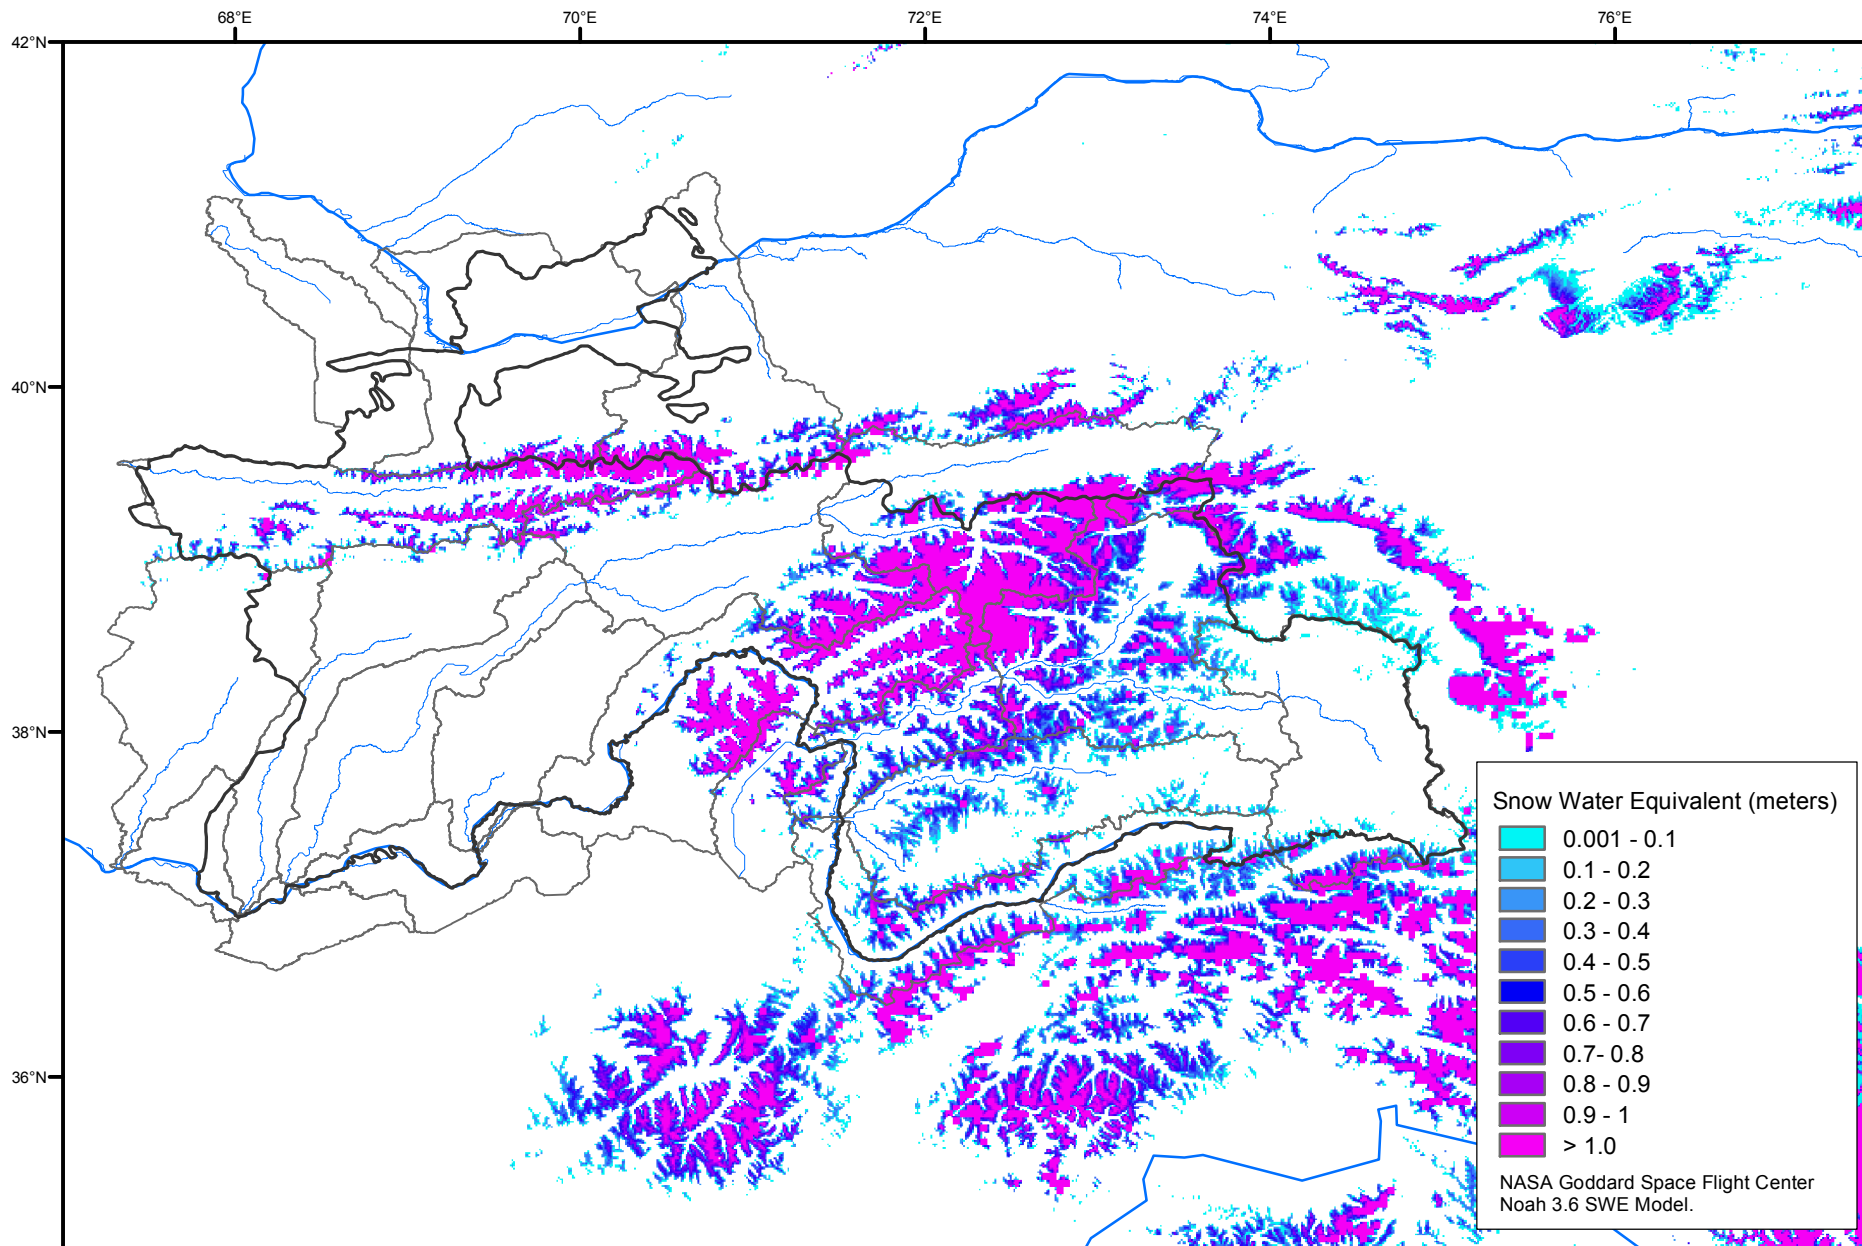 68°E
70°E
72°E
74°E
76°E
42°N
40°N
38°N
36°N
Snow Water Equivalent (meters)
0.001 - 0.1
0.1 - 0.2
0.2 - 0.3
0.3 - 0.4
0.4 - 0.5
0.5 - 0.6
0.6 - 0.7
0.7- 0.8
0.8 - 0.9
0.9 - 1
> 1.0
NASA Goddard Space Flight Center
Noah 3.6 SWE Model.